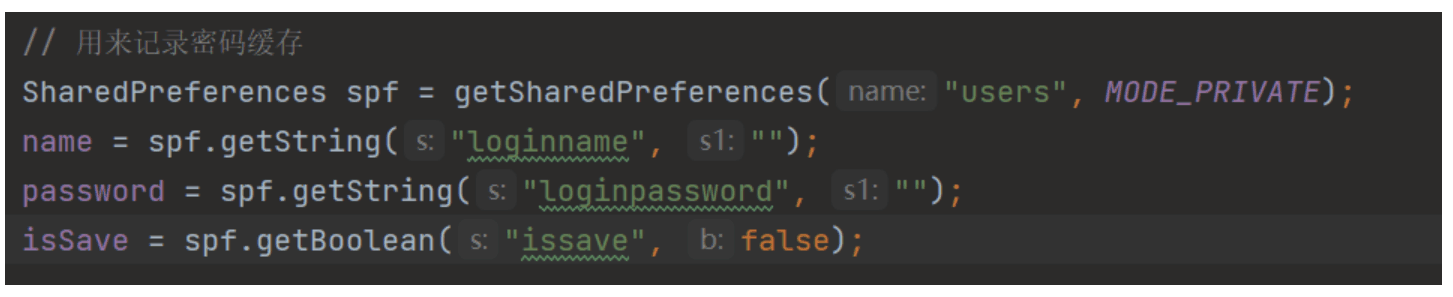 // 用来记录密码缓存
SharedPreferences spf = getSharedPreferences( name: "users", MODE_PRIVATE);
name = spf.getString( s: "loginname", s1: "");
password = spf.getString( s: "loginpassword", s1: "");
isSave = spf.getBoolean( s: "issave", b: false);